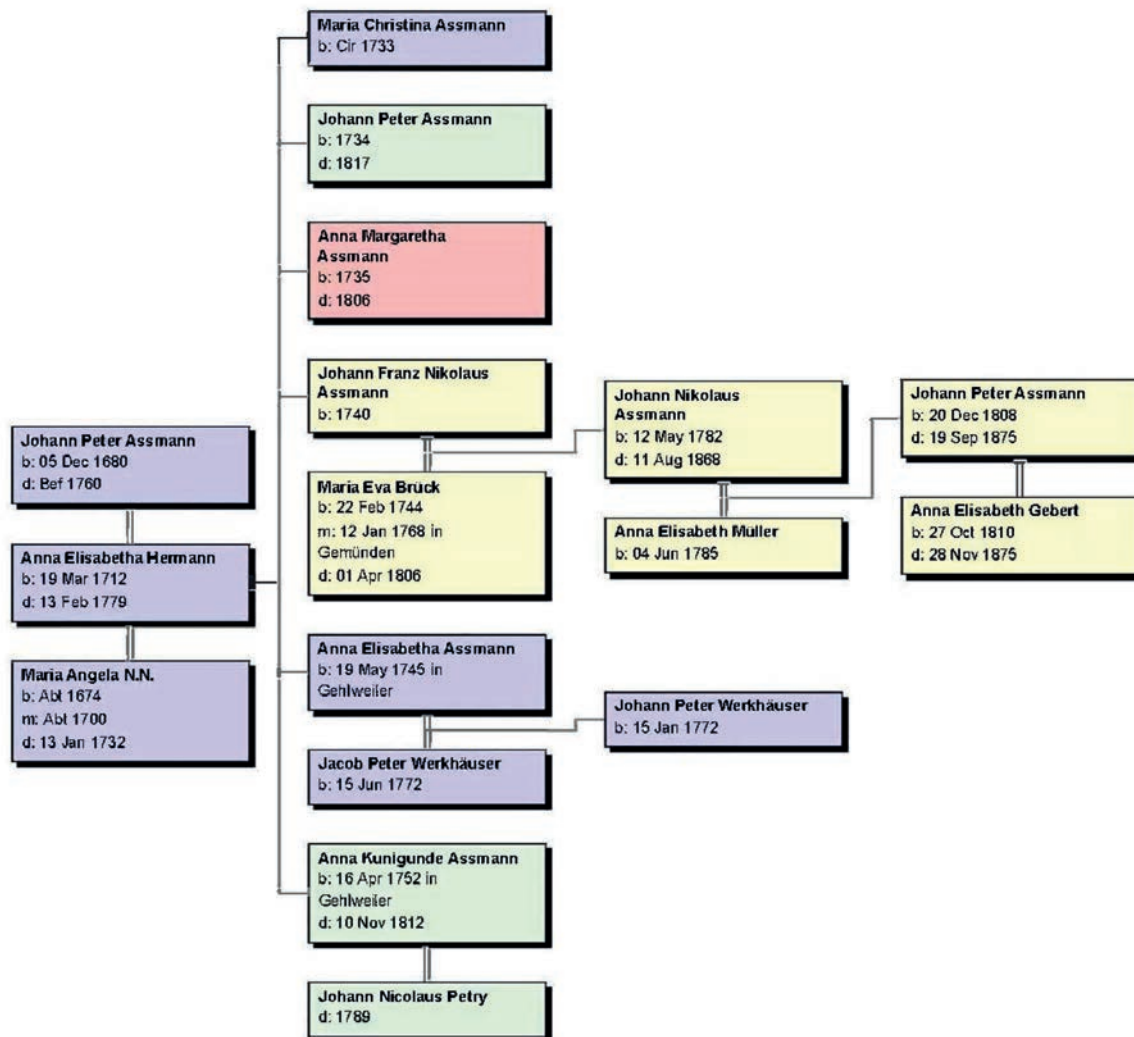 Maria Christina Assmann
b: Cir 1733
Johann Peter Assmann
b: 1734
d: 1817
Anna Margaretha
Assmann
b: 1735
d: 1806
Johann Franz Nikolaus
Assmann
b: 1740
Johann Nikolaus
Assmann
b: 12 May 1782
d: 11 Aug 1868
Johann Peter Assmann
b: 20 Dec 1808
d: 19 Sep 1875
Johann Peter Assmann
b: 05 Dec 1680
d: Bef 1760
Maria Eva Brück
b: 22 Feb 1744
m: 12 Jan 1768 in
Gemünden
d: 01 Apr 1806
Anna Elisabeth Müller
b: 04 Jun 1785
Anna Elisabeth Gebert
b: 27 Oct 1810
d: 28 Nov 1875
Anna Elisabetha Hermann
b: 19 Mar 1712
d: 13 Feb 1779
Anna Elisabetha Assmann
b: 19 May 1745 in
Gehlweiler
Maria Angela N.N.
b: Abt 1674
m: Abt 1700
d: 13 Jan 1732
Johann Peter Werkhäuser
b: 15 Jan 1772
Jacob Peter Werkhäuser
b: 15 Jun 1772
Anna Kunigunde Assmann
b: 16 Apr 1752 in
Gehlweiler
d: 10 Nov 1812
Johann Nicolaus Petry
d: 1789